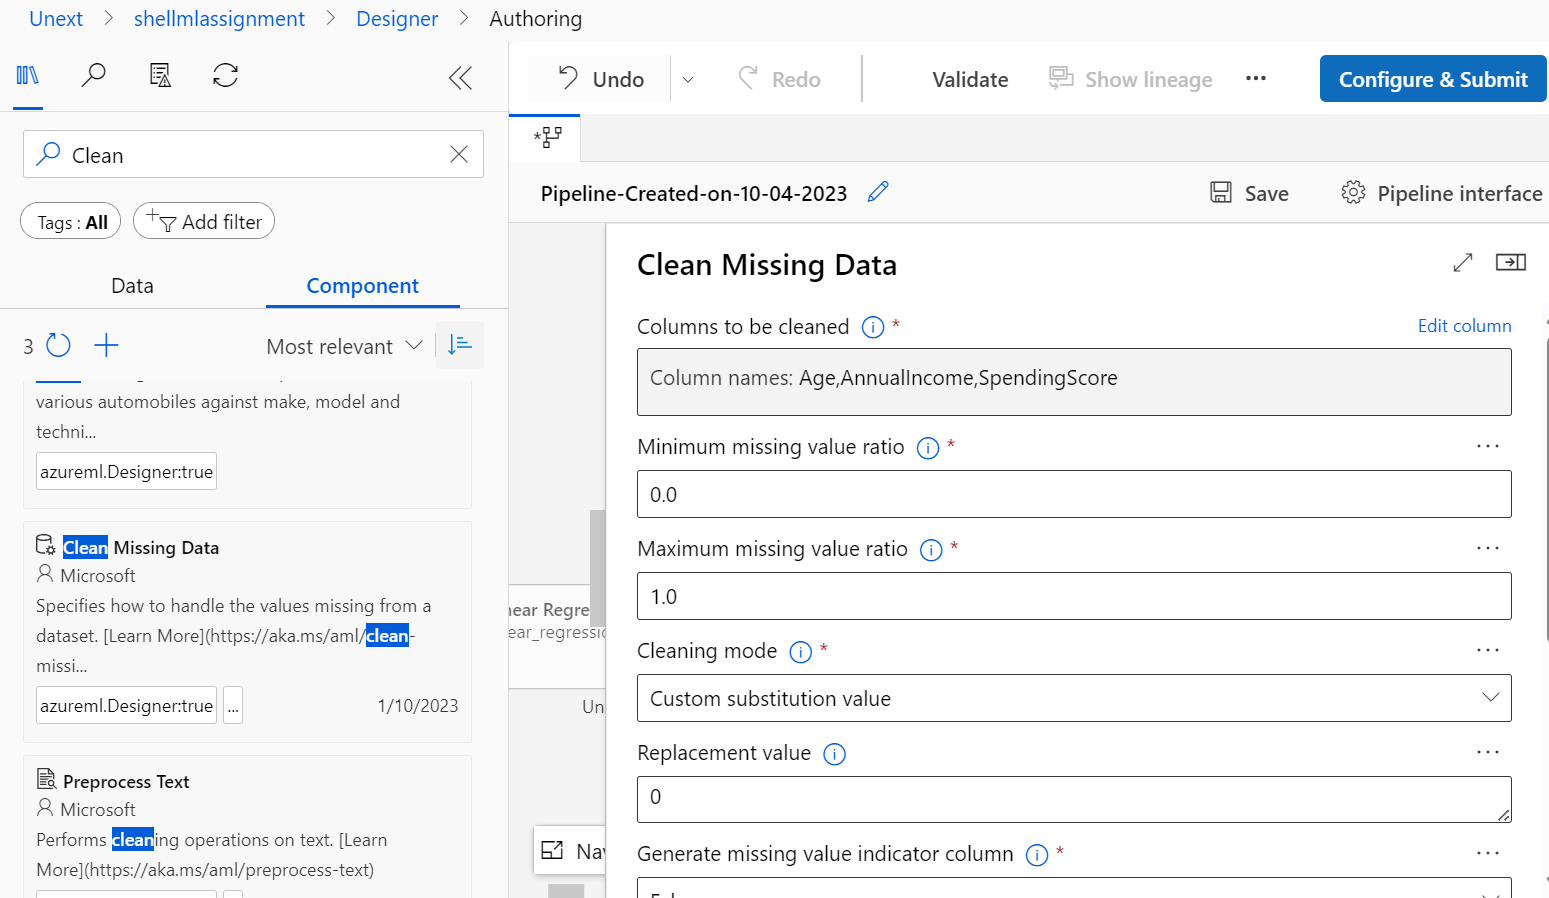 Unext > shellmlassignment > Designer > Authoring
Undo
Redo
Validate
Show lineage
...
Configure & Submit
Clean
Tags : All
Add filter
Data
Component
3
Most relevant
various automobiles against make, model and
techni...
azureml.Designer:true
Clean Missing Data
Microsoft
Specifies how to handle the values missing from a
dataset. [Learn More](https://aka.ms/aml/clean-
missi...
azureml.Designer:true
...
1/10/2023
Preprocess Text
Microsoft
Performs cleaning operations on text. [Learn
More](https://aka.ms/aml/preprocess-text)
Pipeline-Created-on-10-04-2023
Save
Pipeline interface
near Regre
ear_regressio
Un
Nav
Clean Missing Data
Columns to be cleaned *
Edit column
Column names: Age,AnnualIncome,SpendingScore
Minimum missing value ratio *
...
0.0
Maximum missing value ratio *
...
1.0
Cleaning mode *
...
Custom substitution value
Replacement value
...
0
Generate missing value indicator column *
...